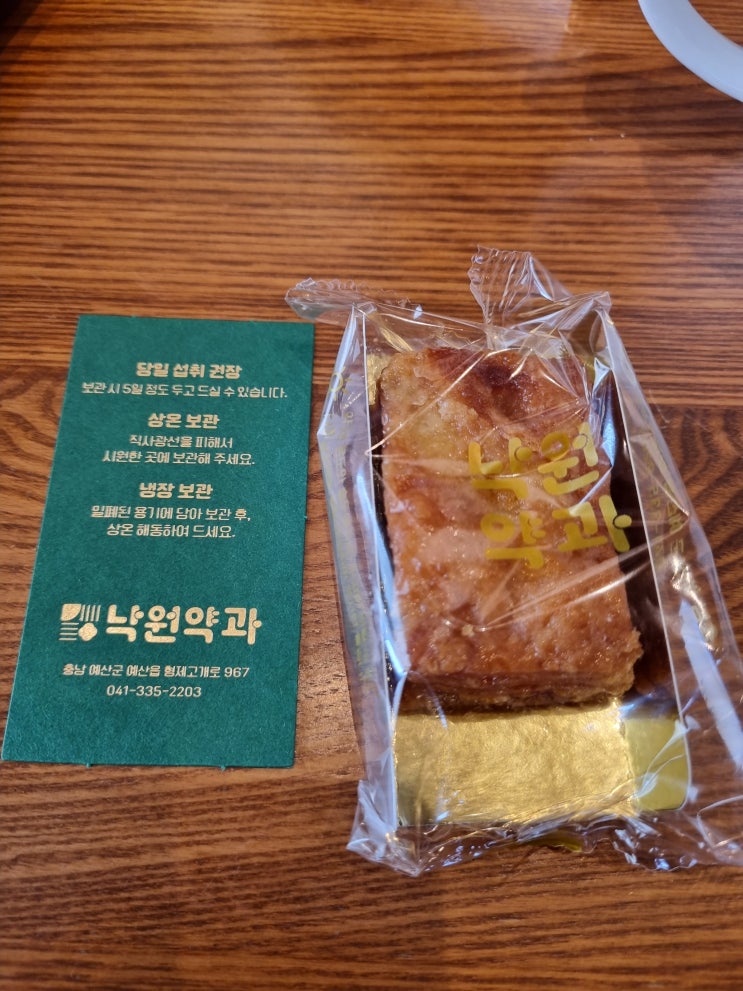 당일 섭취 권장
보관 시 5일 정도 두고 드실 수 있습니다.
상온 보관
직사광선을 피해서
시원한 곳에 보관해 주세요.
냉장 보관
밀폐된 용기에 담아 보관 후,
상온 해동하여 드세요.
낙원약과
충남 예산군 예산읍 형제고개로 967
041-335-2203
낙원
약과